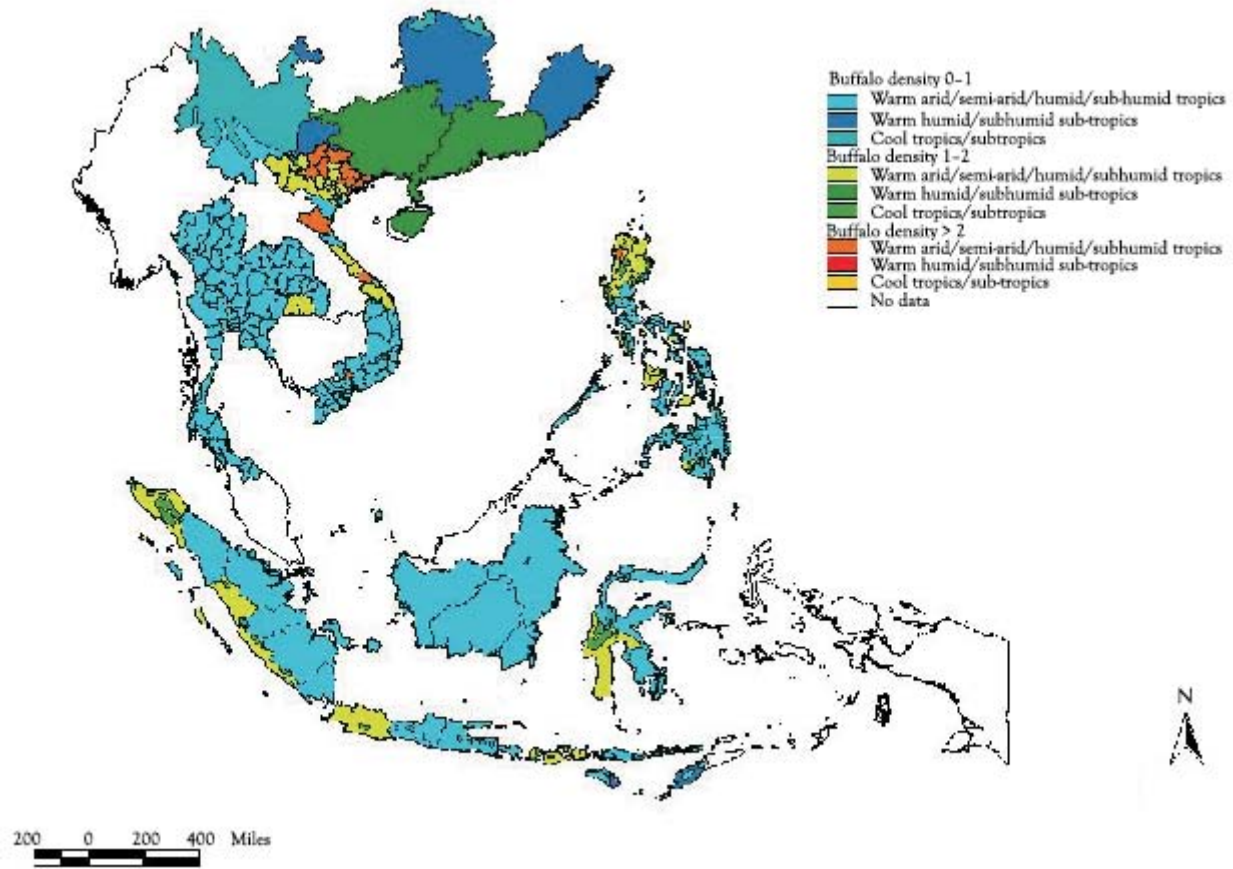 Buffalo density 0-1
Warm arid/semi-arid/humid/sub-humid tropics
Warm humid/subhumid sub-tropics
Cool tropics/subtropics
Buffalo density 1-2
Warm arid/semi-arid/humid/subhumid tropics
Warm humid/subhumid sub-tropics
Cool tropics/subtropics
Buffalo density > 2
Warm arid/semi-arid/humid/subhumid tropics
Warm humid/subhumid sub-tropics
Cool tropics/sub-tropics
No data
N
200 0 200 400 Miles